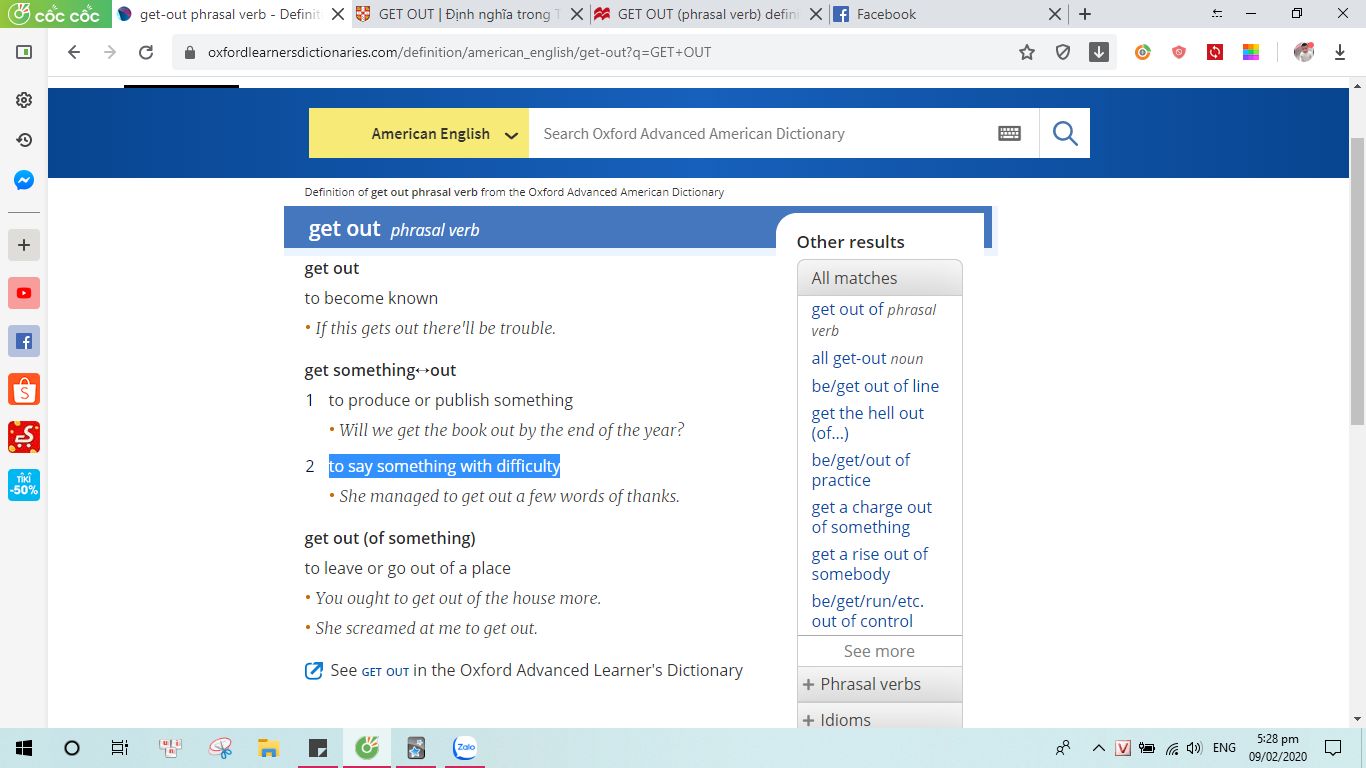 cốc cốc
get-out phrasal verb - Definit
GET OUT | Định nghĩa trong T
GET OUT (phrasal verb) defini
Facebook
oxfordlearnersdictionaries.com/definition/american_english/get-out?q=GET+OUT
American English
Search Oxford Advanced American Dictionary
Definition of get out phrasal verb from the Oxford Advanced American Dictionary
get out phrasal verb
get out
to become known
• If this gets out there'll be trouble.
get something↔out
1 to produce or publish something
• Will we get the book out by the end of the year?
2 to say something with difficulty
• She managed to get out a few words of thanks.
get out (of something)
to leave or go out of a place
• You ought to get out of the house more.
• She screamed at me to get out.
See GET OUT in the Oxford Advanced Learner's Dictionary
Other results
All matches
get out of phrasal
verb
all get-out noun
be/get out of line
get the hell out
(of...)
be/get/out of
practice
get a charge out
of something
get a rise out of
somebody
be/get/run/etc.
out of control
See more
+ Phrasal verbs
+ Idioms
TIKI
-50%
Zalo
V
ENG
5:28 pm
09/02/2020